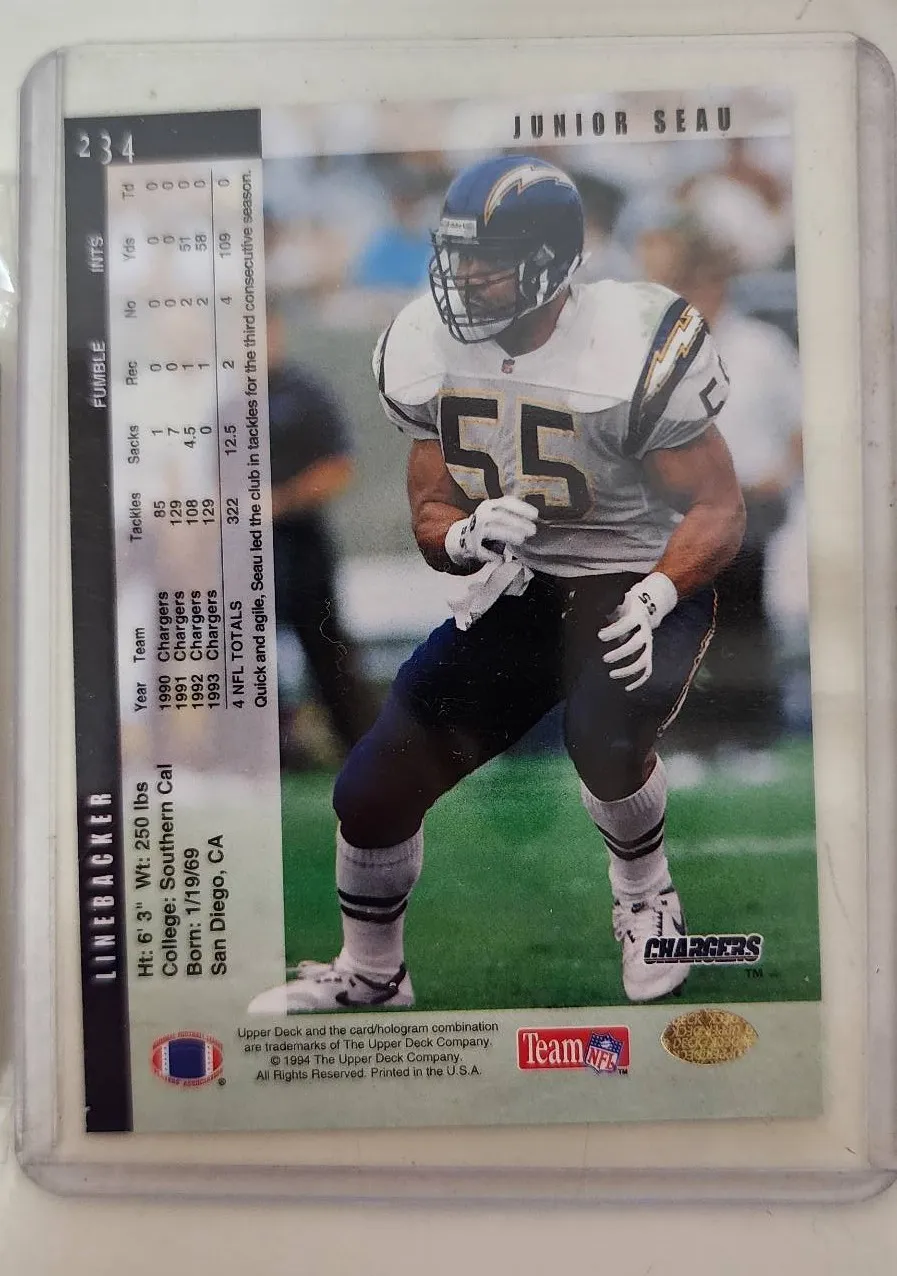 234
JUNIOR SEAU
LINEBACKER
Ht: 6' 3" Wt: 250 lbs
College: Southern Cal
Born: 1/19/69
San Diego, CA
FUMBLE INTS
Year Team Tackles Sacks Rec No Yds Td
1990 Chargers 85 1 0 0 0 0
1991 Chargers 129 7 0 0 0 0
1992 Chargers 108 4.5 1 2 51 0
1993 Chargers 129 0 1 2 58 0
4 NFL TOTALS 322 12.5 2 4 109 0
Quick and agile, Seau led the club in tackles for the third consecutive season.
55
55
55
CHARGERS
TM
Upper Deck and the card/hologram combination
are trademarks of The Upper Deck Company.
© 1994 The Upper Deck Company.
All Rights Reserved. Printed in the U.S.A.
Team NFL
TM
®